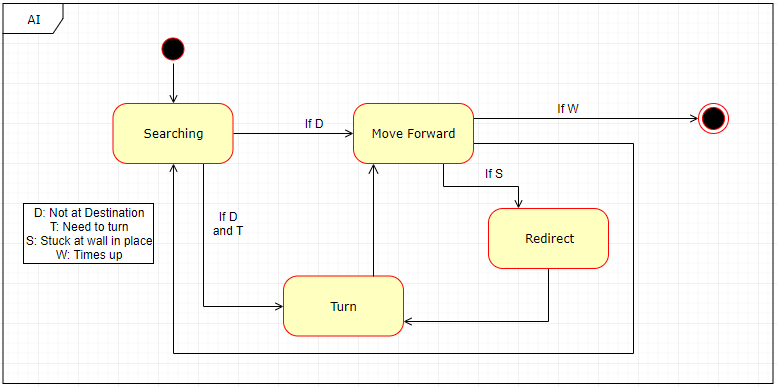 AI
Searching
If D
Move Forward
If W
If S
If D
and T
D: Not at Destination
T: Need to turn
S: Stuck at wall in place
W: Times up
Redirect
Turn